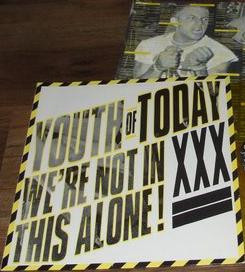 YOUTH OF TODAY
WE'RE NOT IN
THIS ALONE!
XXX